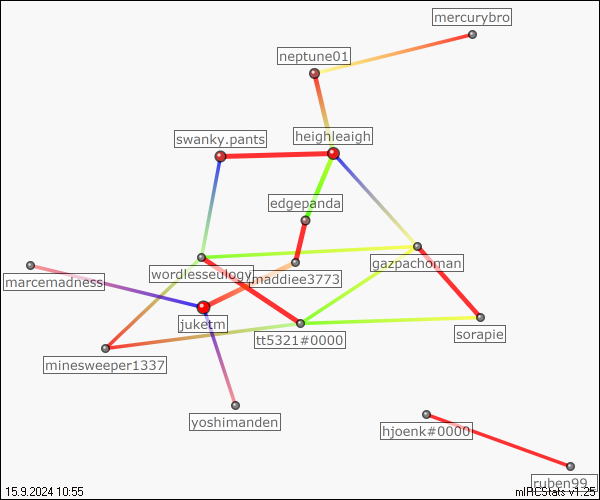 mercurybro
neptune01
swanky.pants
heighleaigh
edgepanda
gazpachoman
wordlesseulogy
maddiee3773
marcemadness
juketm
tt5321#0000
sorapie
minesweeper1337
yoshimanden
hjoenk#0000
ruben99_
15.9.2024 10:55
mIRCStats v1.25